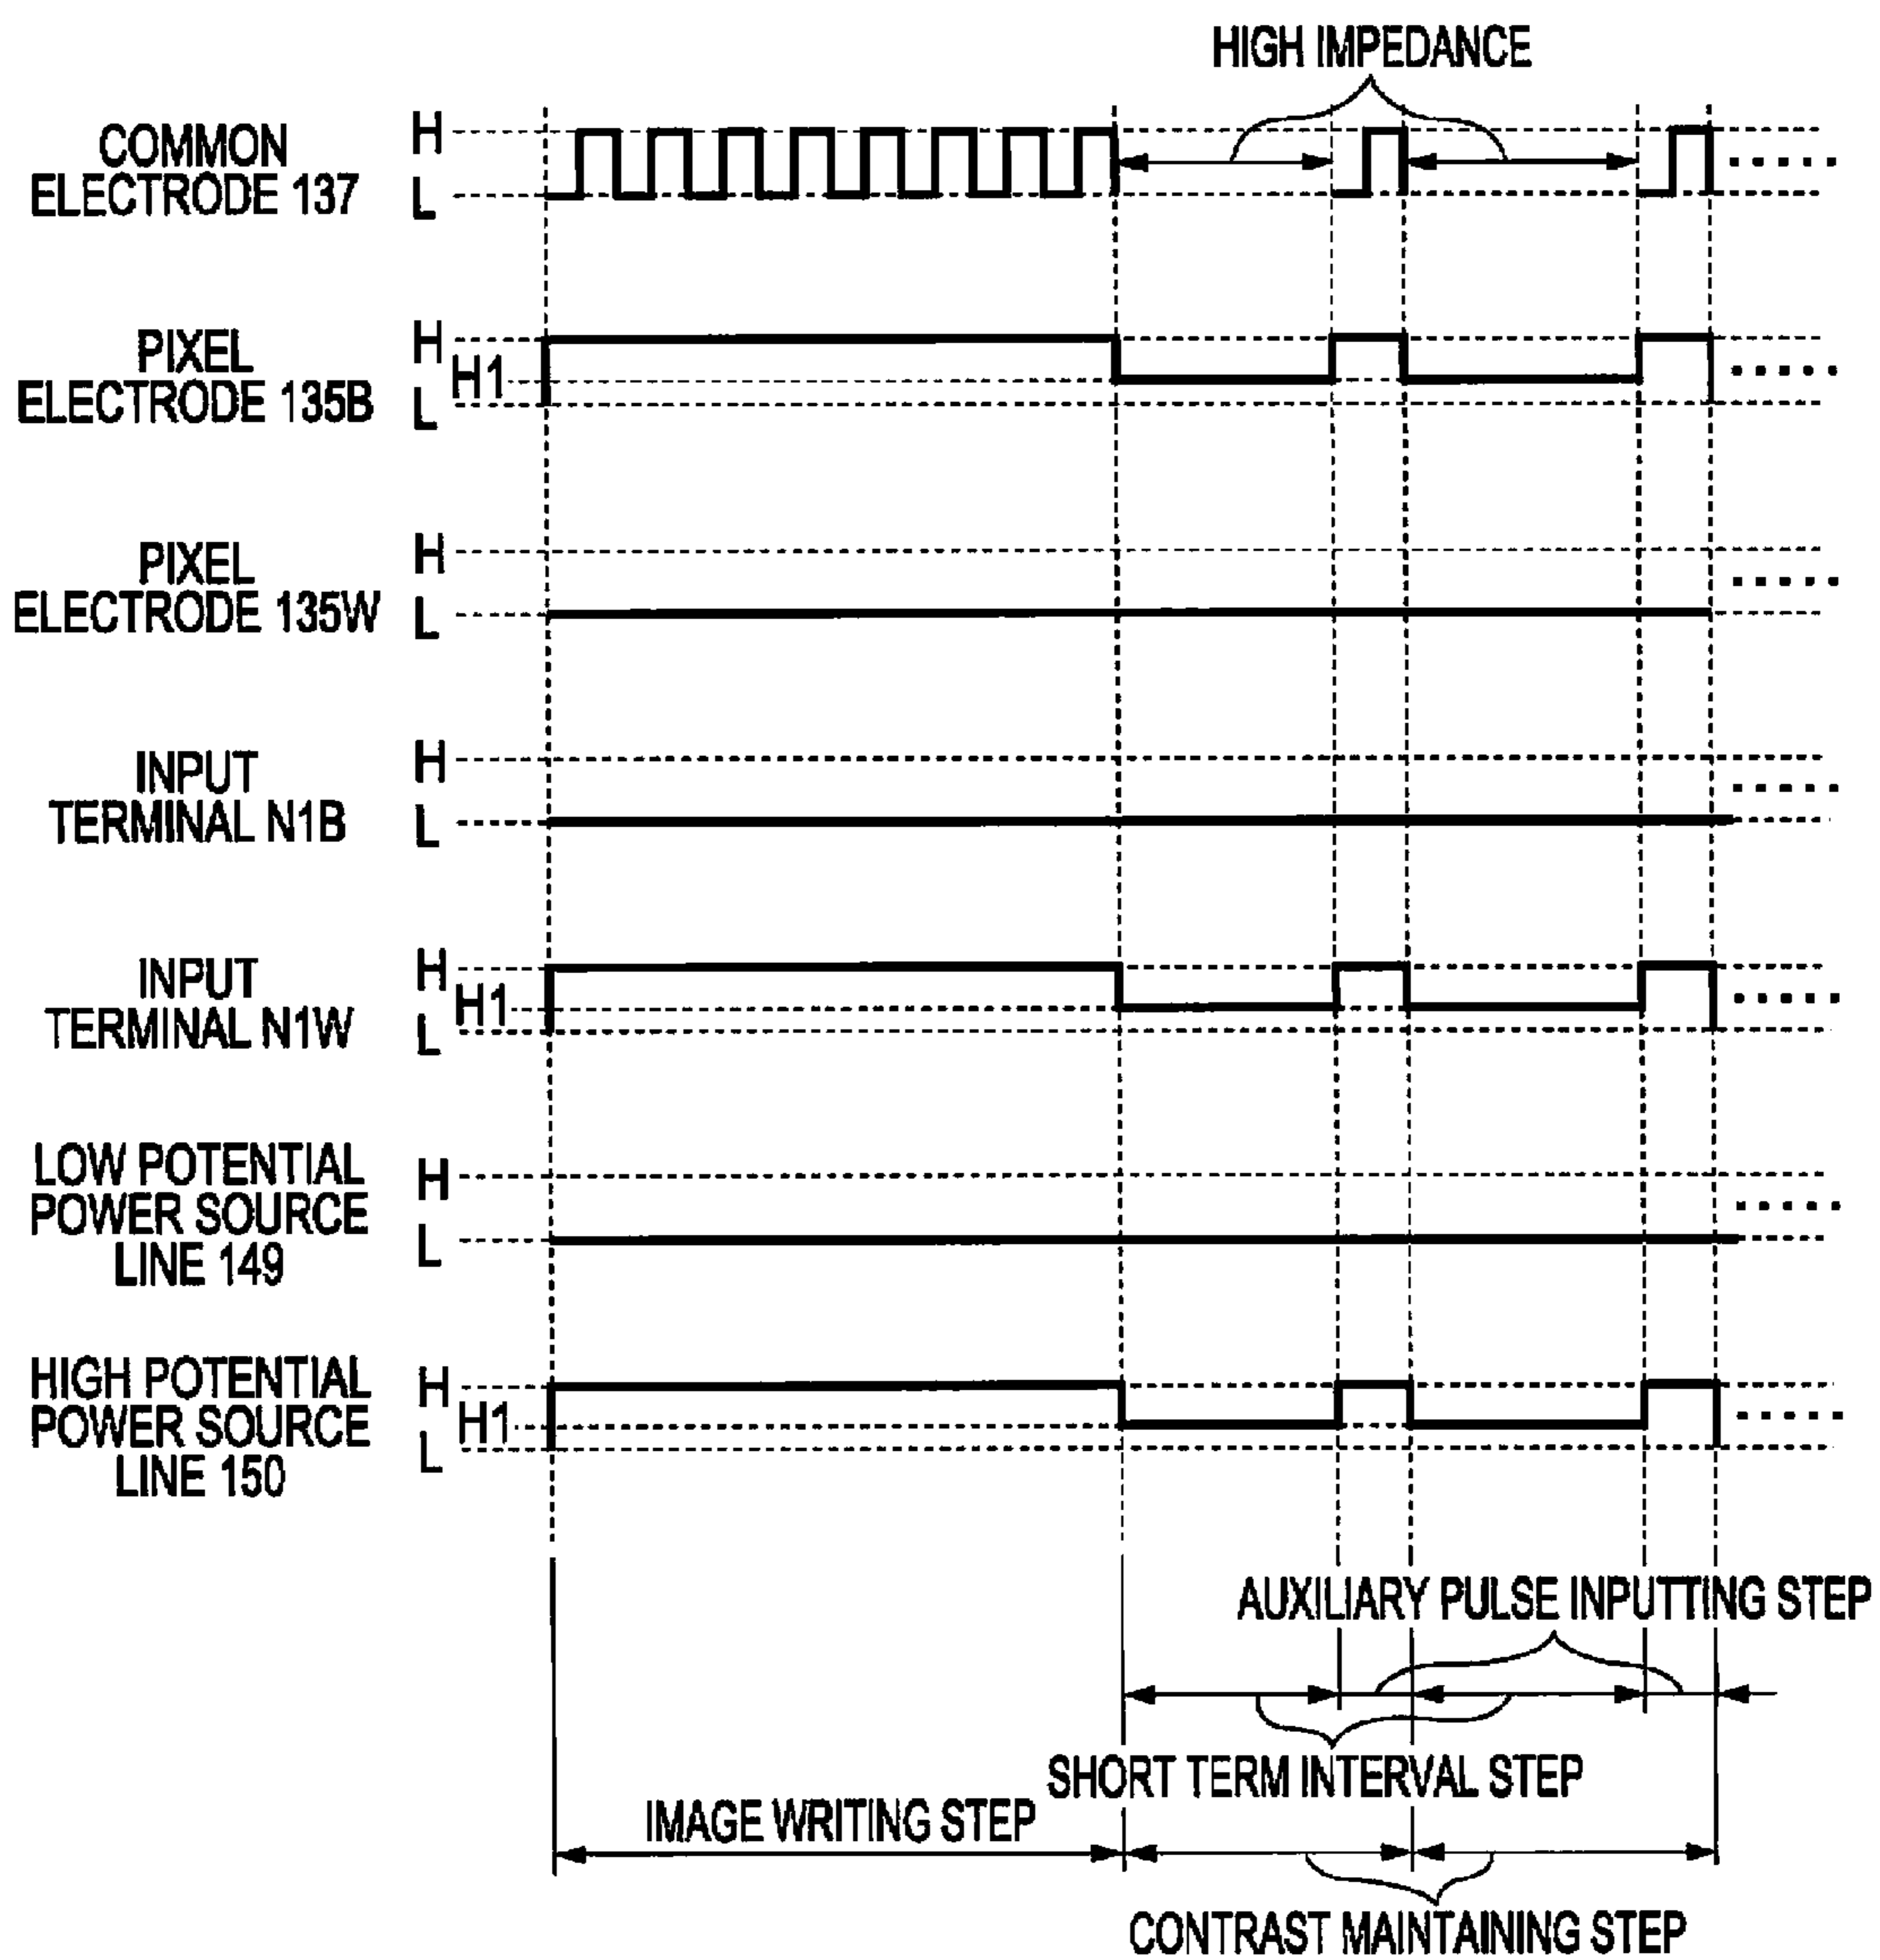 HIGH IMPEDANCE
COMMON
ELECTRODE 137
H
L
PIXEL
ELECTRODE 135B
H
H1
L
PIXEL
ELECTRODE 135W
H
L
INPUT
TERMINAL N1B
H
L
INPUT
TERMINAL N1W
H
H1
L
LOW POTENTIAL
POWER SOURCE
LINE 149
H
L
HIGH POTENTIAL
POWER SOURCE
LINE 150
H
H1
L
AUXILIARY PULSE INPUTTING STEP
SHORT TERM INTERVAL STEP
IMAGE WRITING STEP
CONTRAST MAINTAINING STEP